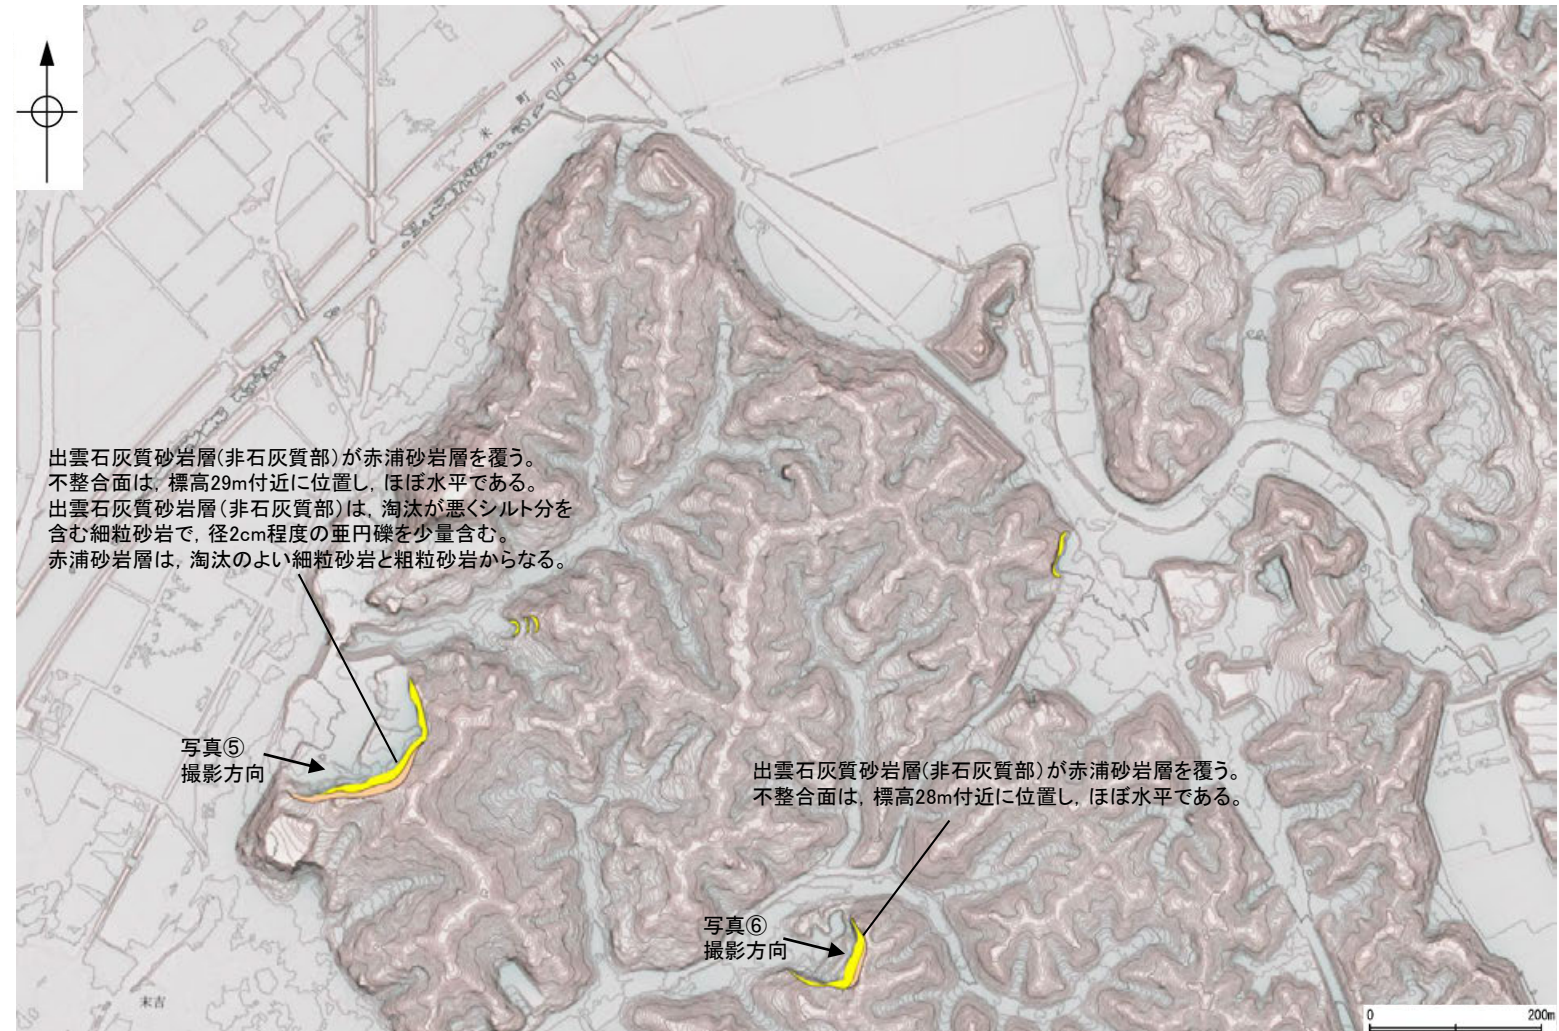 川
町
米
出雲石灰質砂岩層(非石灰質部)が赤浦砂岩層を覆う。
不整合面は, 標高29m付近に位置し, ほぼ水平である。
出雲石灰質砂岩層(非石灰質部)は, 淘汰が悪くシルト分を
含む細粒砂岩で, 径2cm程度の亜円礫を少量含む。
赤浦砂岩層は, 淘汰のよい細粒砂岩と粗粒砂岩からなる。
写真⑤
撮影方向
出雲石灰質砂岩層(非石灰質部)が赤浦砂岩層を覆う。
不整合面は, 標高28m付近に位置し, ほぼ水平である。
写真⑥
撮影方向
末吉
0 200m